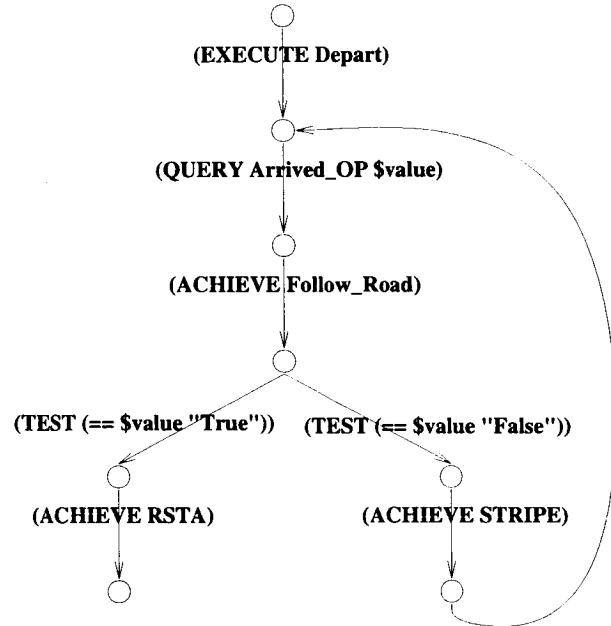 (EXECUTE Depart)
(QUERY Arrived_OP $value)
(ACHIEVE Follow_Road)
(TEST (== $value "True"))
(TEST (== $value "False"))
(ACHIEVE RSTA)
(ACHIEVE STRIPE)